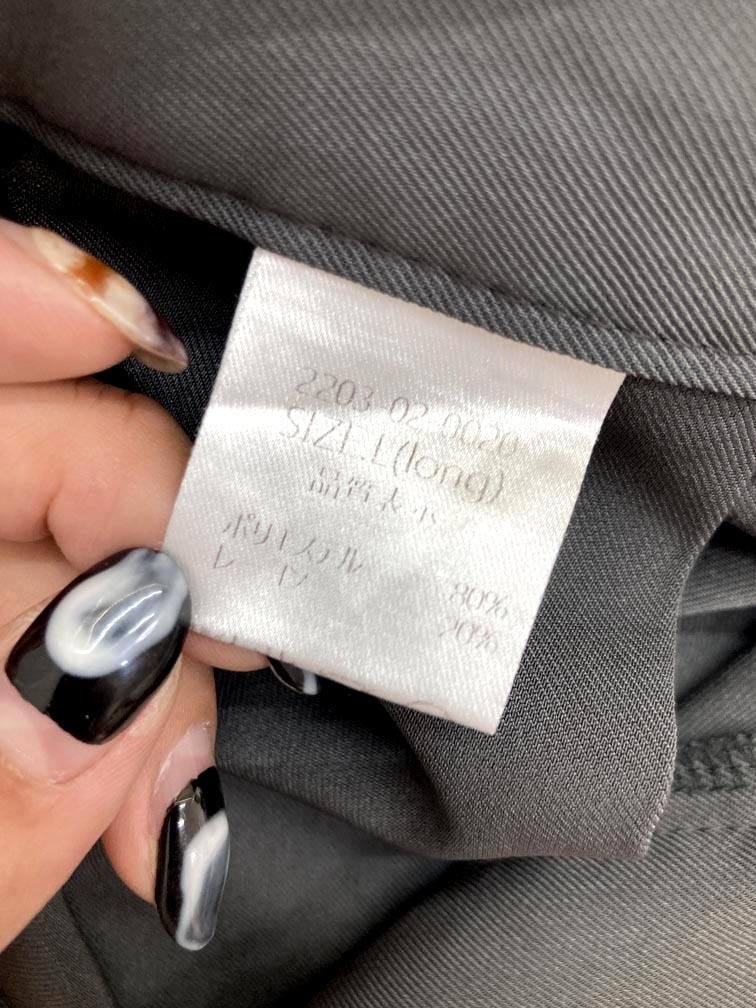 2203-02-0020
SIZE:L(long)
品質表示
ポリエステル 80%
レーヨン 20%